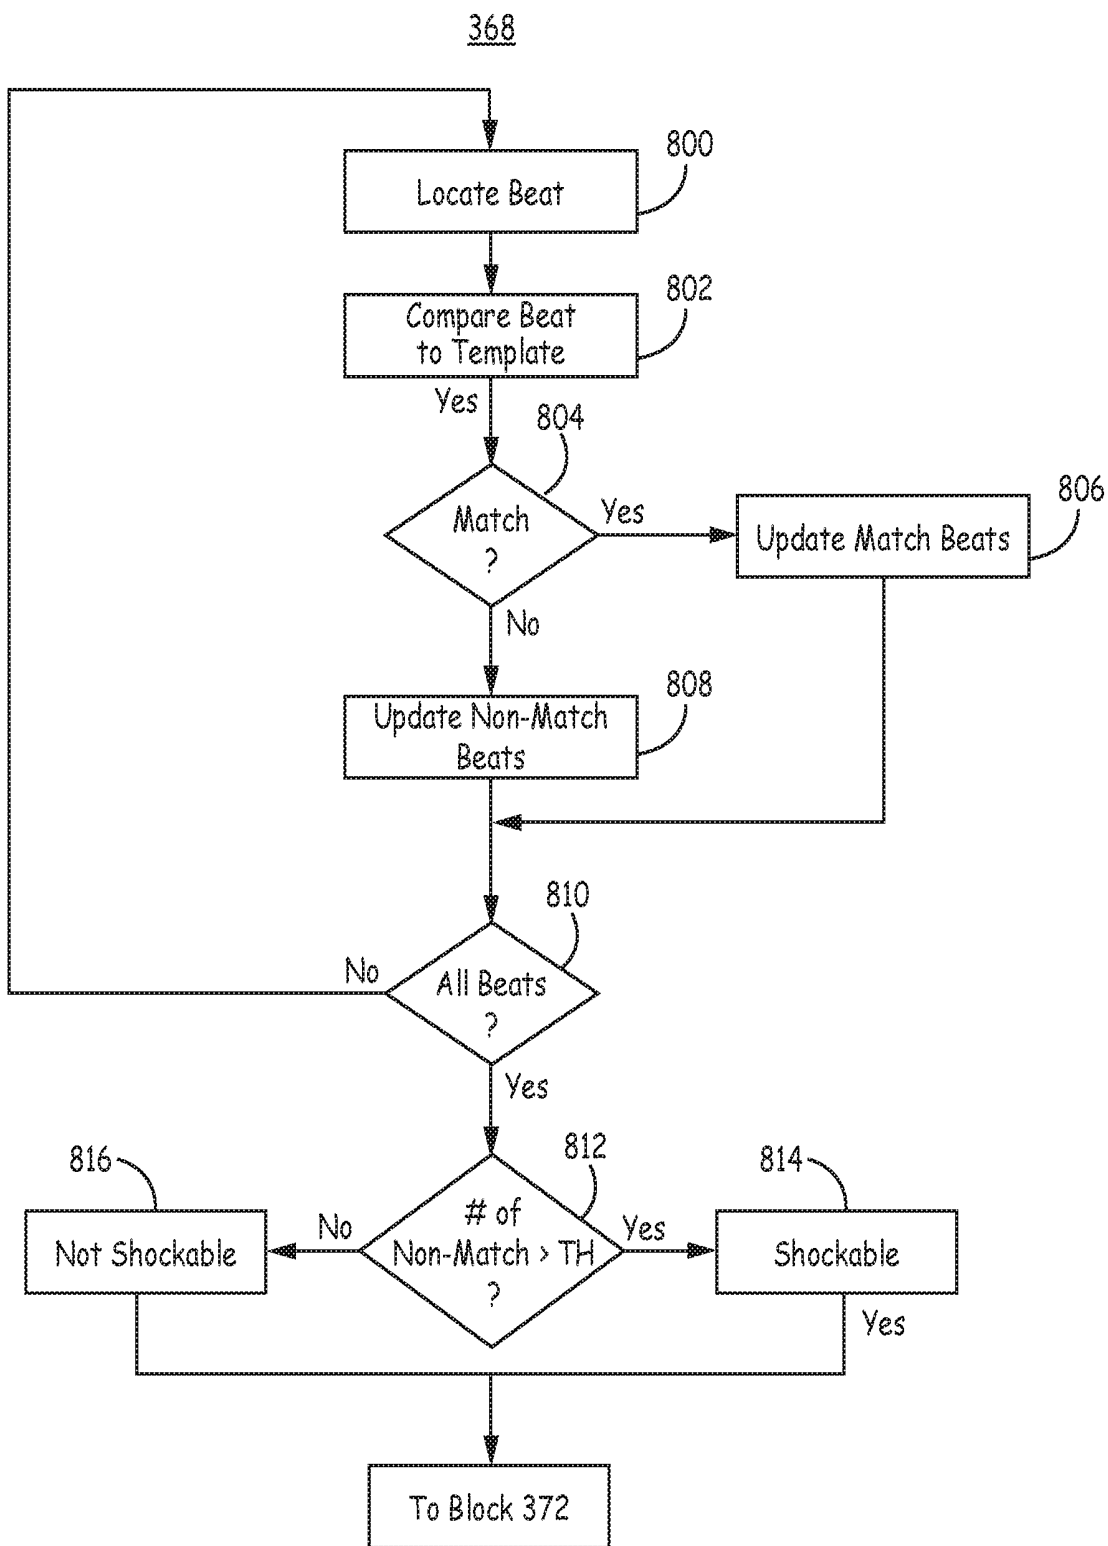 368
800
Locate Beat
802
Compare Beat
to Template
Yes
804
Match
?
Yes
806
Update Match Beats
No
808
Update Non-Match
Beats
810
No
All Beats
?
Yes
816
812
814
# of
Non-Match > TH
?
No
Yes
Not Shockable
Shockable
Yes
To Block 372